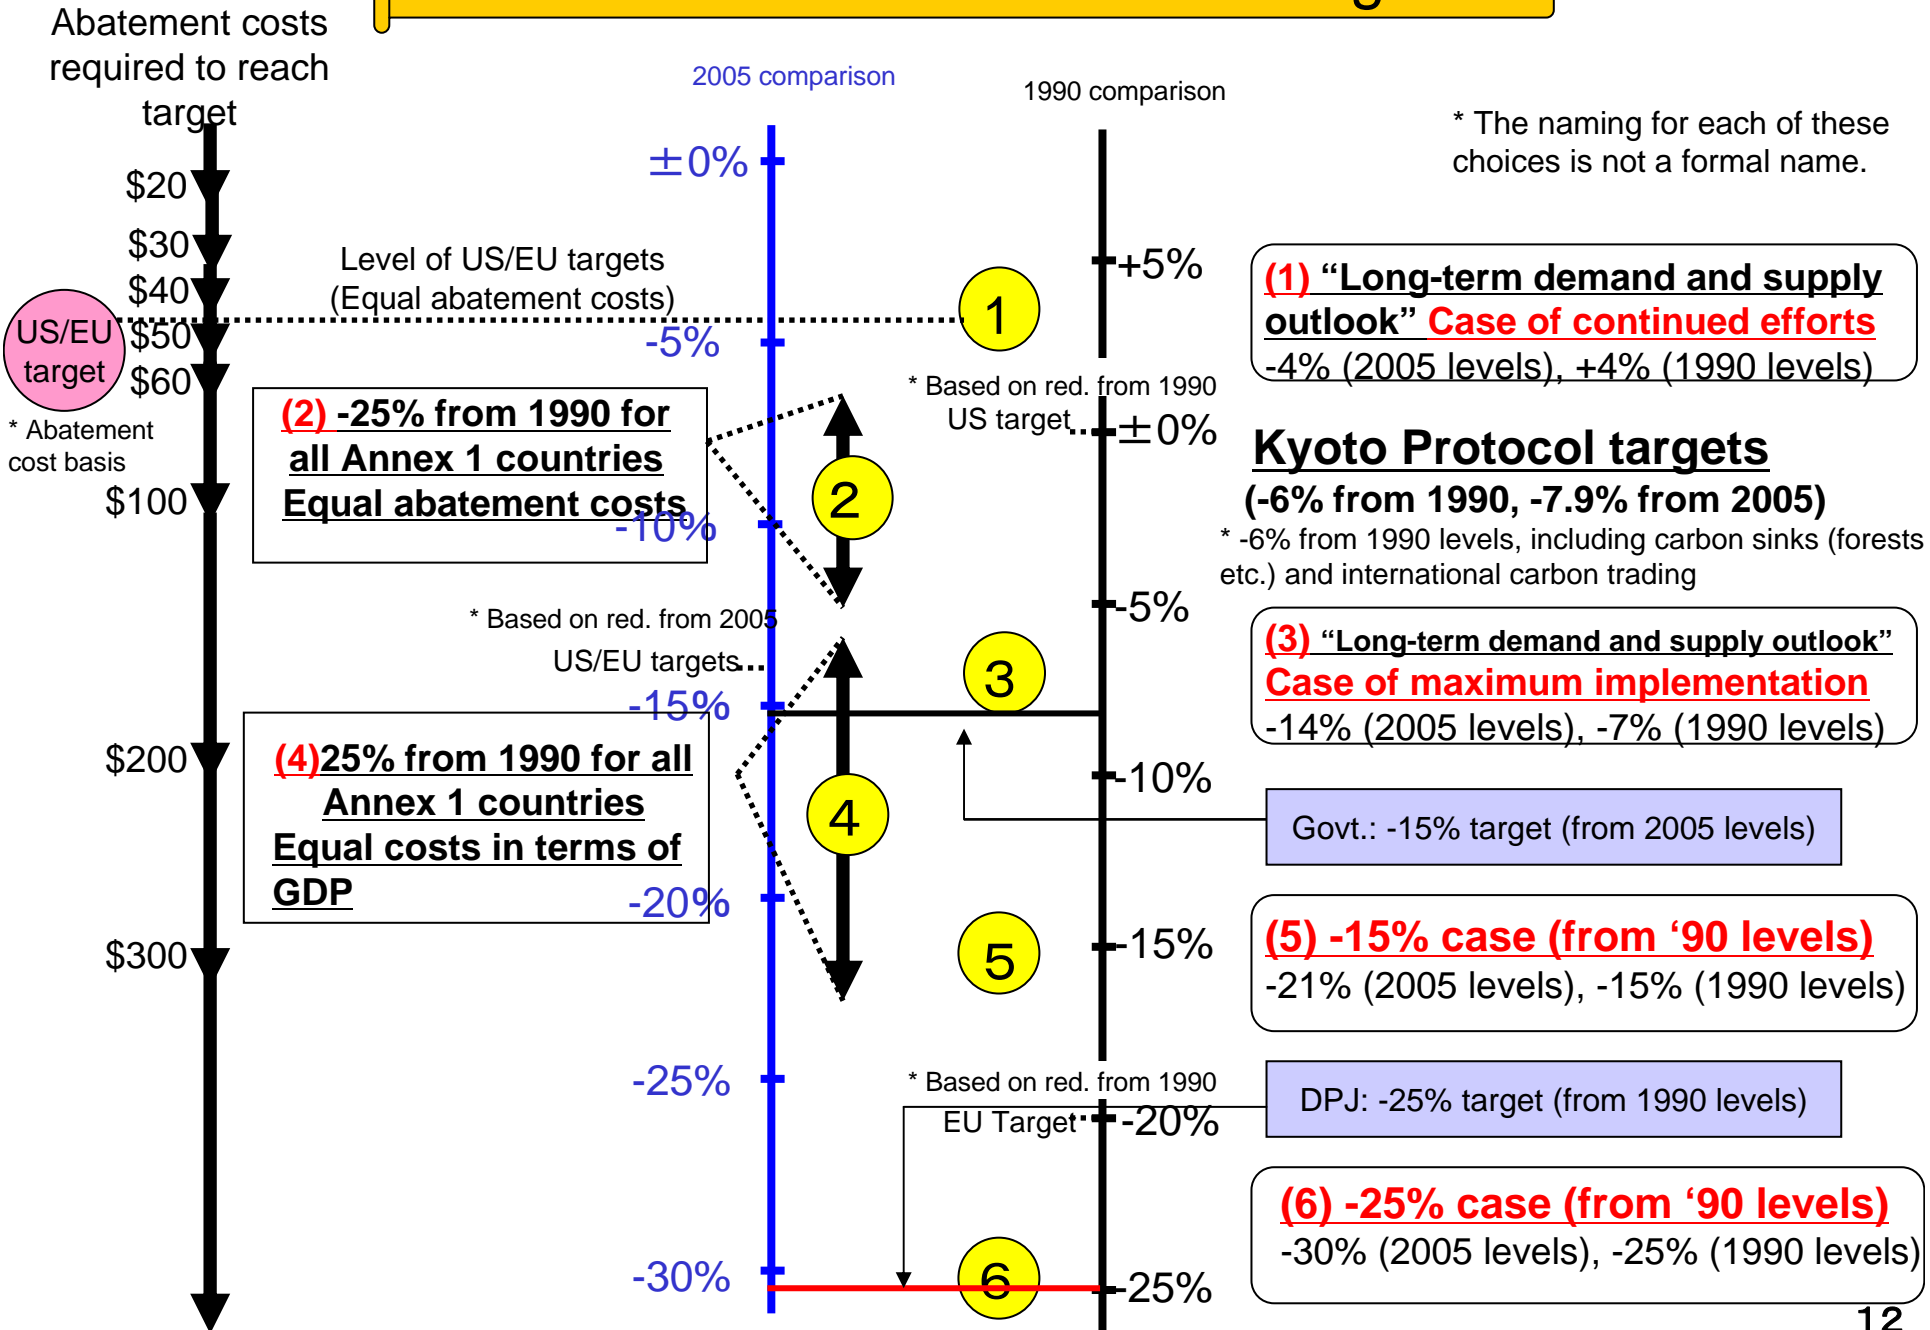 Abatement costs
required to reach
target
2005 comparison
1990 comparison
* The naming for each of these
choices is not a formal name.
$20
$30
$40
$50
$60
$100
$200
$300
US/EU
target
* Abatement
cost basis
Level of US/EU targets
(Equal abatement costs)
±0%
-5%
-10%
-15%
-20%
-25%
-30%
+5%
±0%
-5%
-10%
-15%
-20%
-25%
1
2
3
4
5
6
(2) -25% from 1990 for
all Annex 1 countries
Equal abatement costs
* Based on red. from 1990
US target
* Based on red. from 2005
US/EU targets
(4)25% from 1990 for all
Annex 1 countries
Equal costs in terms of
GDP
* Based on red. from 1990
EU Target
(1) “Long-term demand and supply
outlook” Case of continued efforts
-4% (2005 levels), +4% (1990 levels)
Kyoto Protocol targets
(-6% from 1990, -7.9% from 2005)
* -6% from 1990 levels, including carbon sinks (forests
etc.) and international carbon trading
(3) “Long-term demand and supply outlook”
Case of maximum implementation
-14% (2005 levels), -7% (1990 levels)
Govt.: -15% target (from 2005 levels)
(5) -15% case (from ‘90 levels)
-21% (2005 levels), -15% (1990 levels)
DPJ: -25% target (from 1990 levels)
(6) -25% case (from ‘90 levels)
-30% (2005 levels), -25% (1990 levels)
12